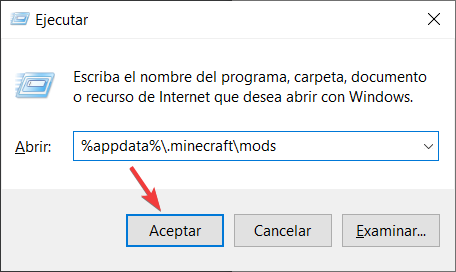 Ejecutar
Escriba el nombre del programa, carpeta, documento
o recurso de Internet que desea abrir con Windows.
Abrir: %appdata%\.minecraft\mods
Aceptar Cancelar Examinar...